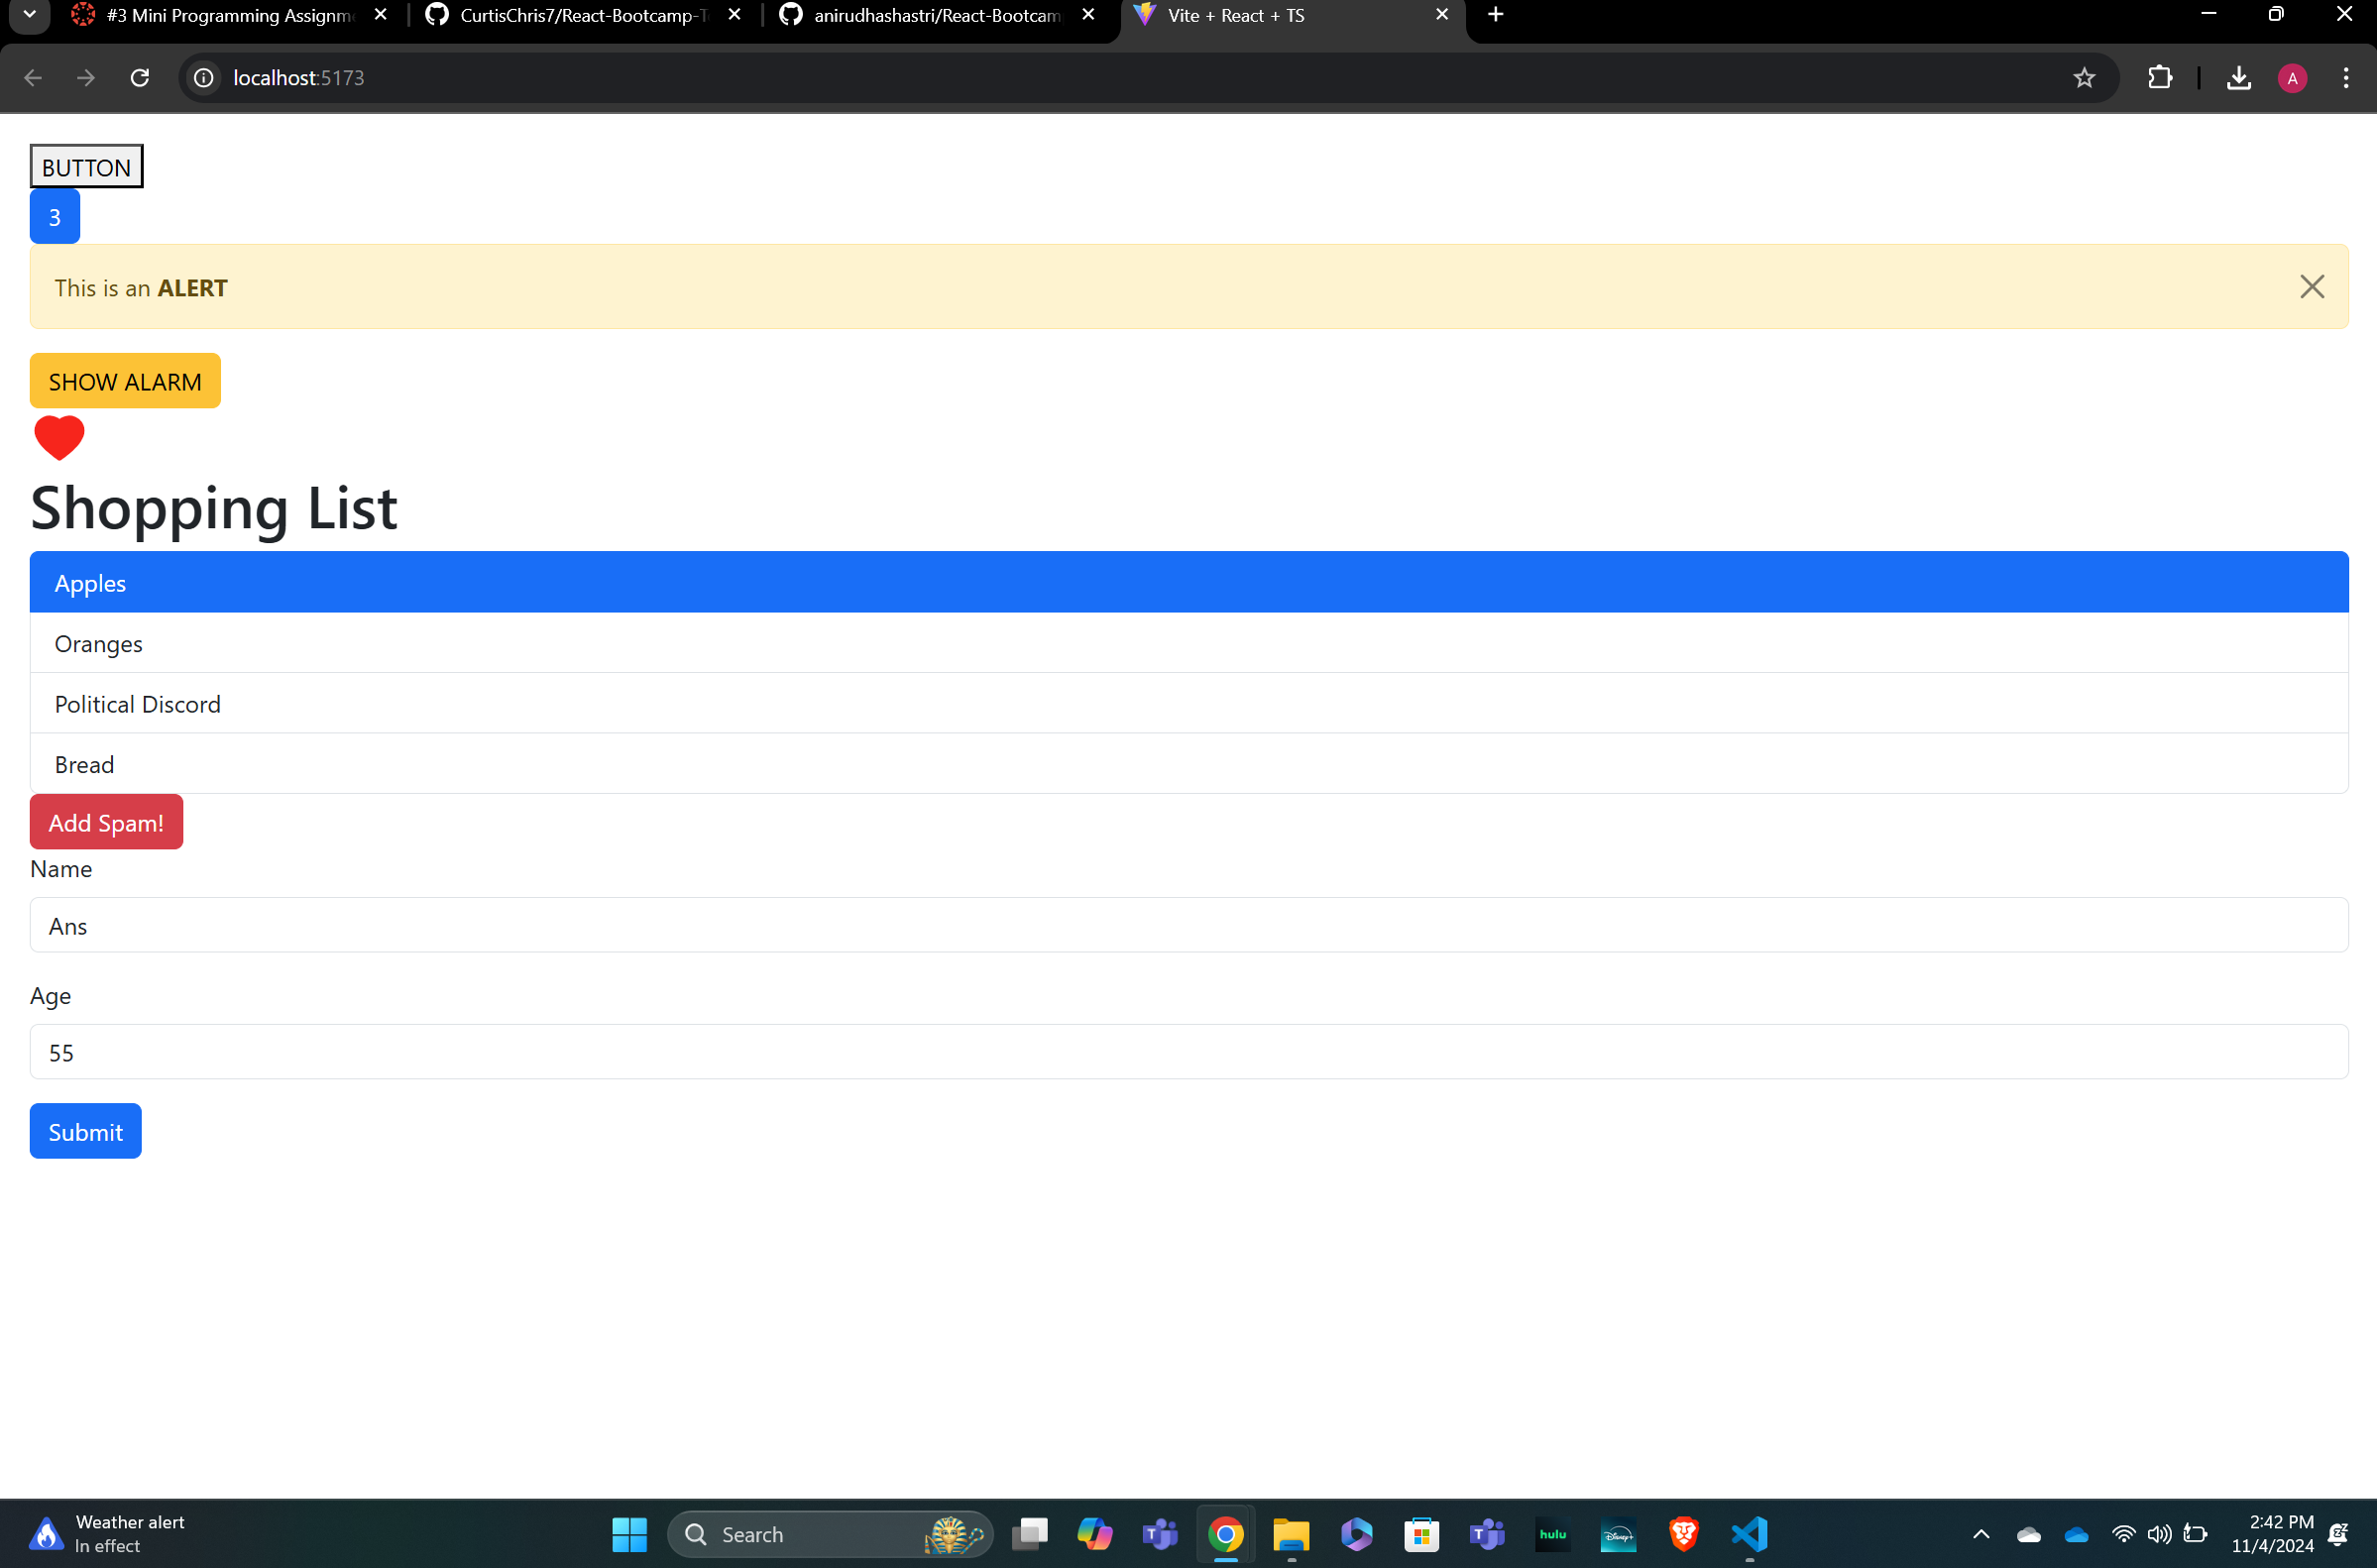 #3 Mini Programming Assignm
CurtisChris7/React-Bootcamp-T
anirudhashastri/React-Bootcam
Vite + React + TS
localhost:5173
A
BUTTON
3
This is an ALERT
SHOW ALARM
Shopping List
Apples
Oranges
Political Discord
Bread
Add Spam!
Name
Ans
Age
55
Submit
Weather alert
In effect
Search
hulu
Disney+
2:42 PM
11/4/2024